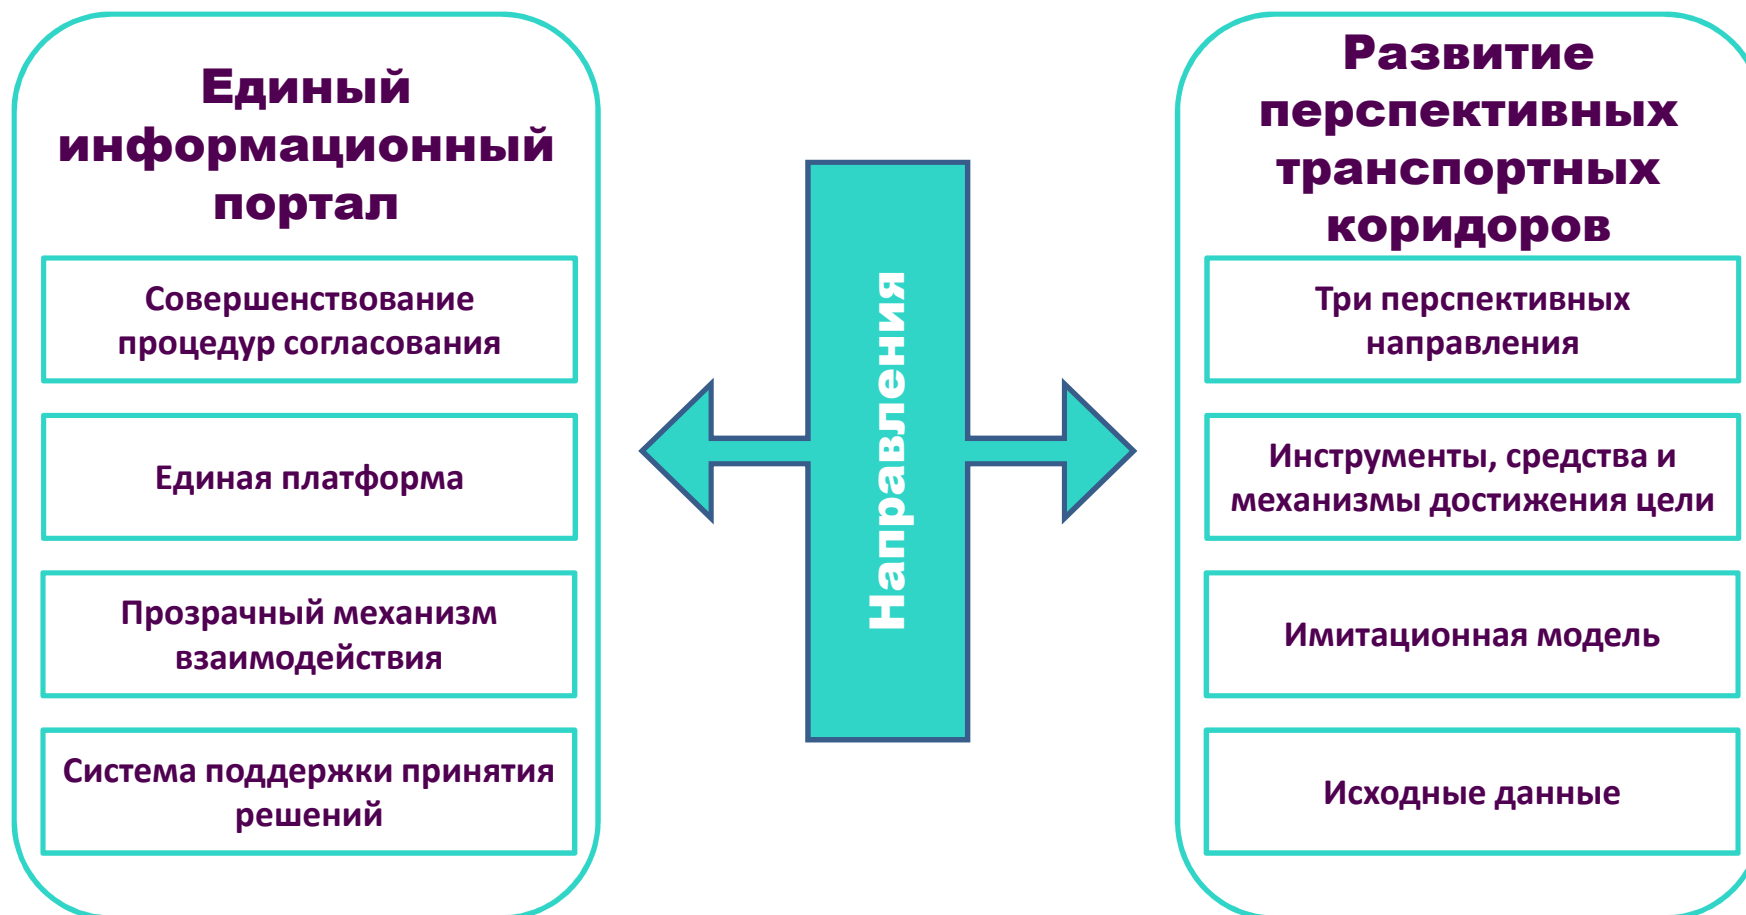 Единый
информационный
портал
Совершенствование
процедур согласования
Единая платформа
Прозрачный механизм
взаимодействия
Система поддержки принятия
решений
Направления
Развитие
перспективных
транспортных
коридоров
Три перспективных
направления
Инструменты, средства и
механизмы достижения цели
Имитационная модель
Исходные данные